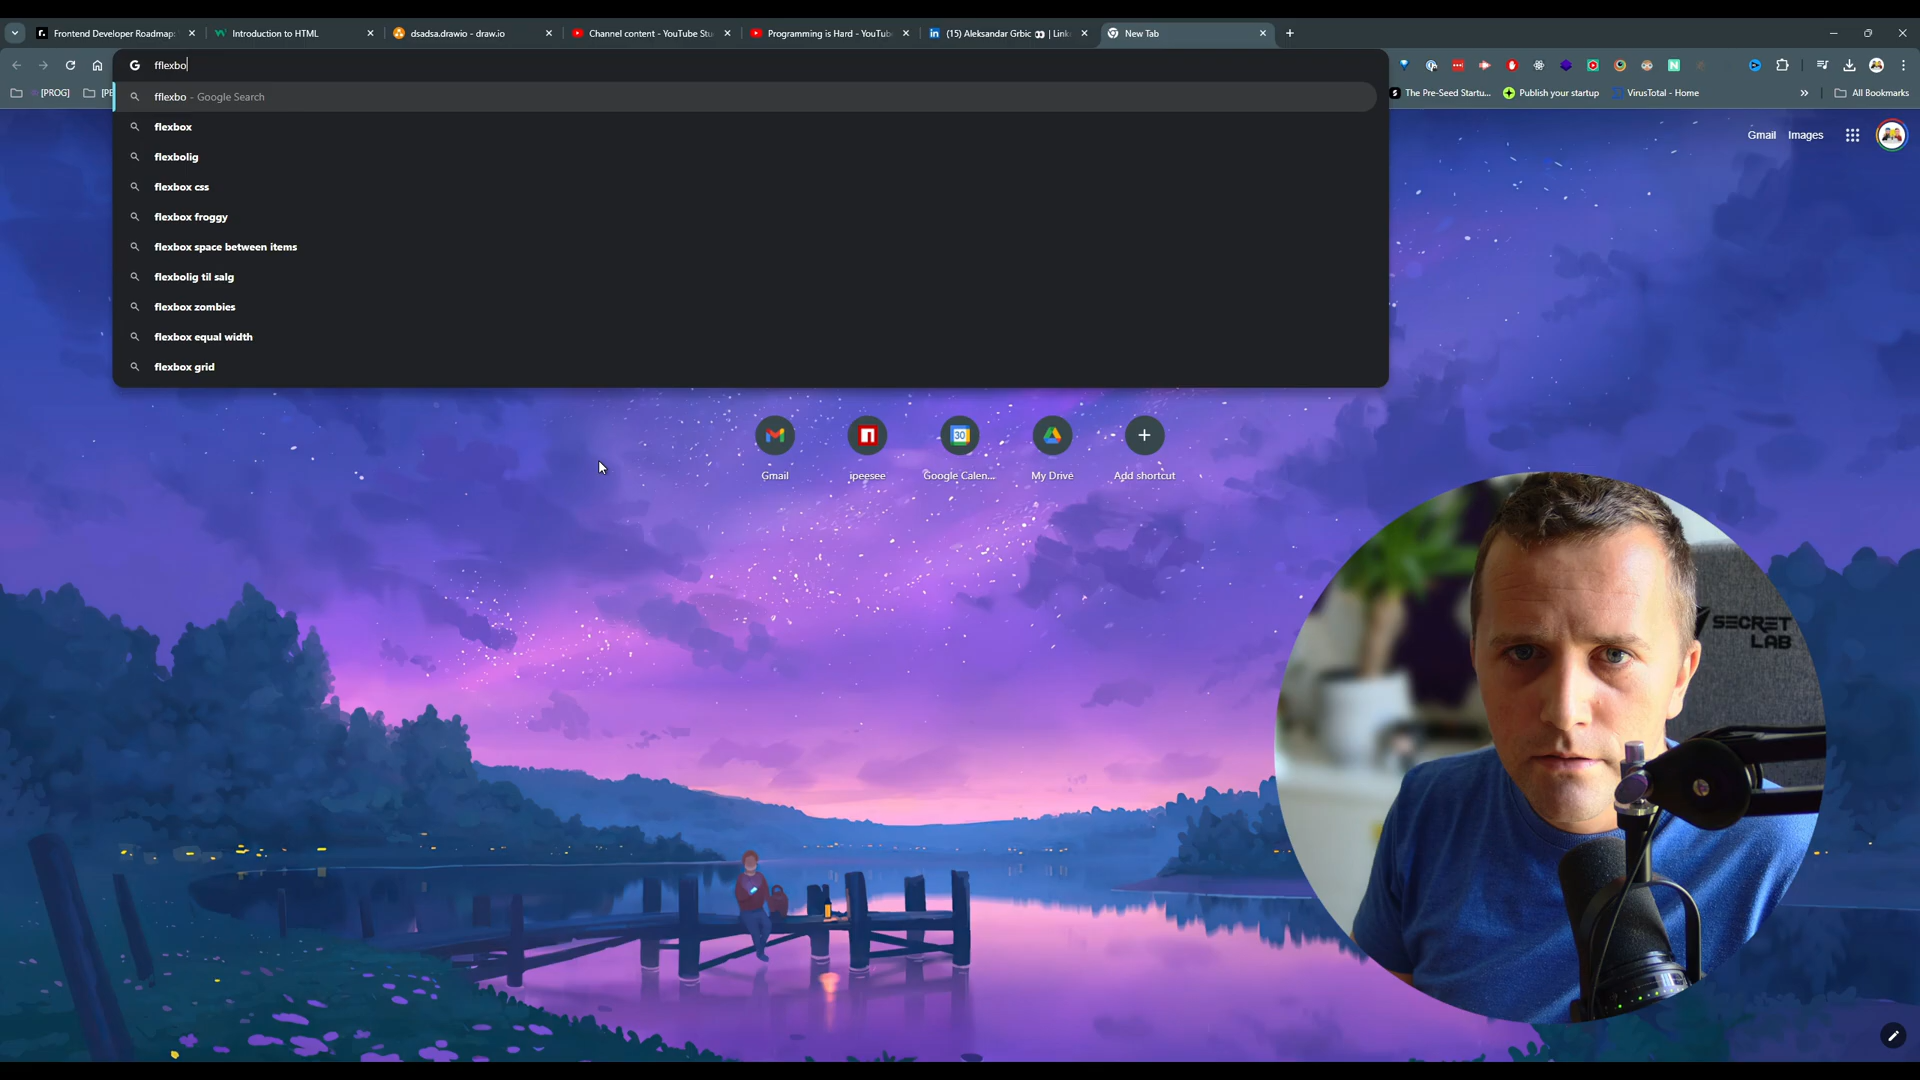 Frontend Developer Roadmap:
Introduction to HTML
dsadsa.drawio - draw.io
Channel content - YouTube Stu
Programming is Hard - YouTube
(15) Aleksandar Grbic 👀 | Link
New Tab
fflexbo
[PROG]
[PE
The Pre-Seed Startu...
Publish your startup
VirusTotal - Home
All Bookmarks
fflexbo - Google Search
flexbox
flexbolig
flexbox css
flexbox froggy
flexbox space between items
flexbolig til salg
flexbox zombies
flexbox equal width
flexbox grid
Gmail
Images
30
Gmail
ipeesee
Google Calen...
My Drive
Add shortcut
SECRET
LAB